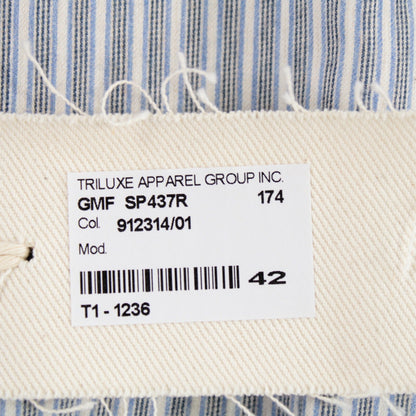 TRILUXE APPAREL GROUP INC.
GMF SP437R 174
Col. 912314/01
Mod.
42
T1 - 1236